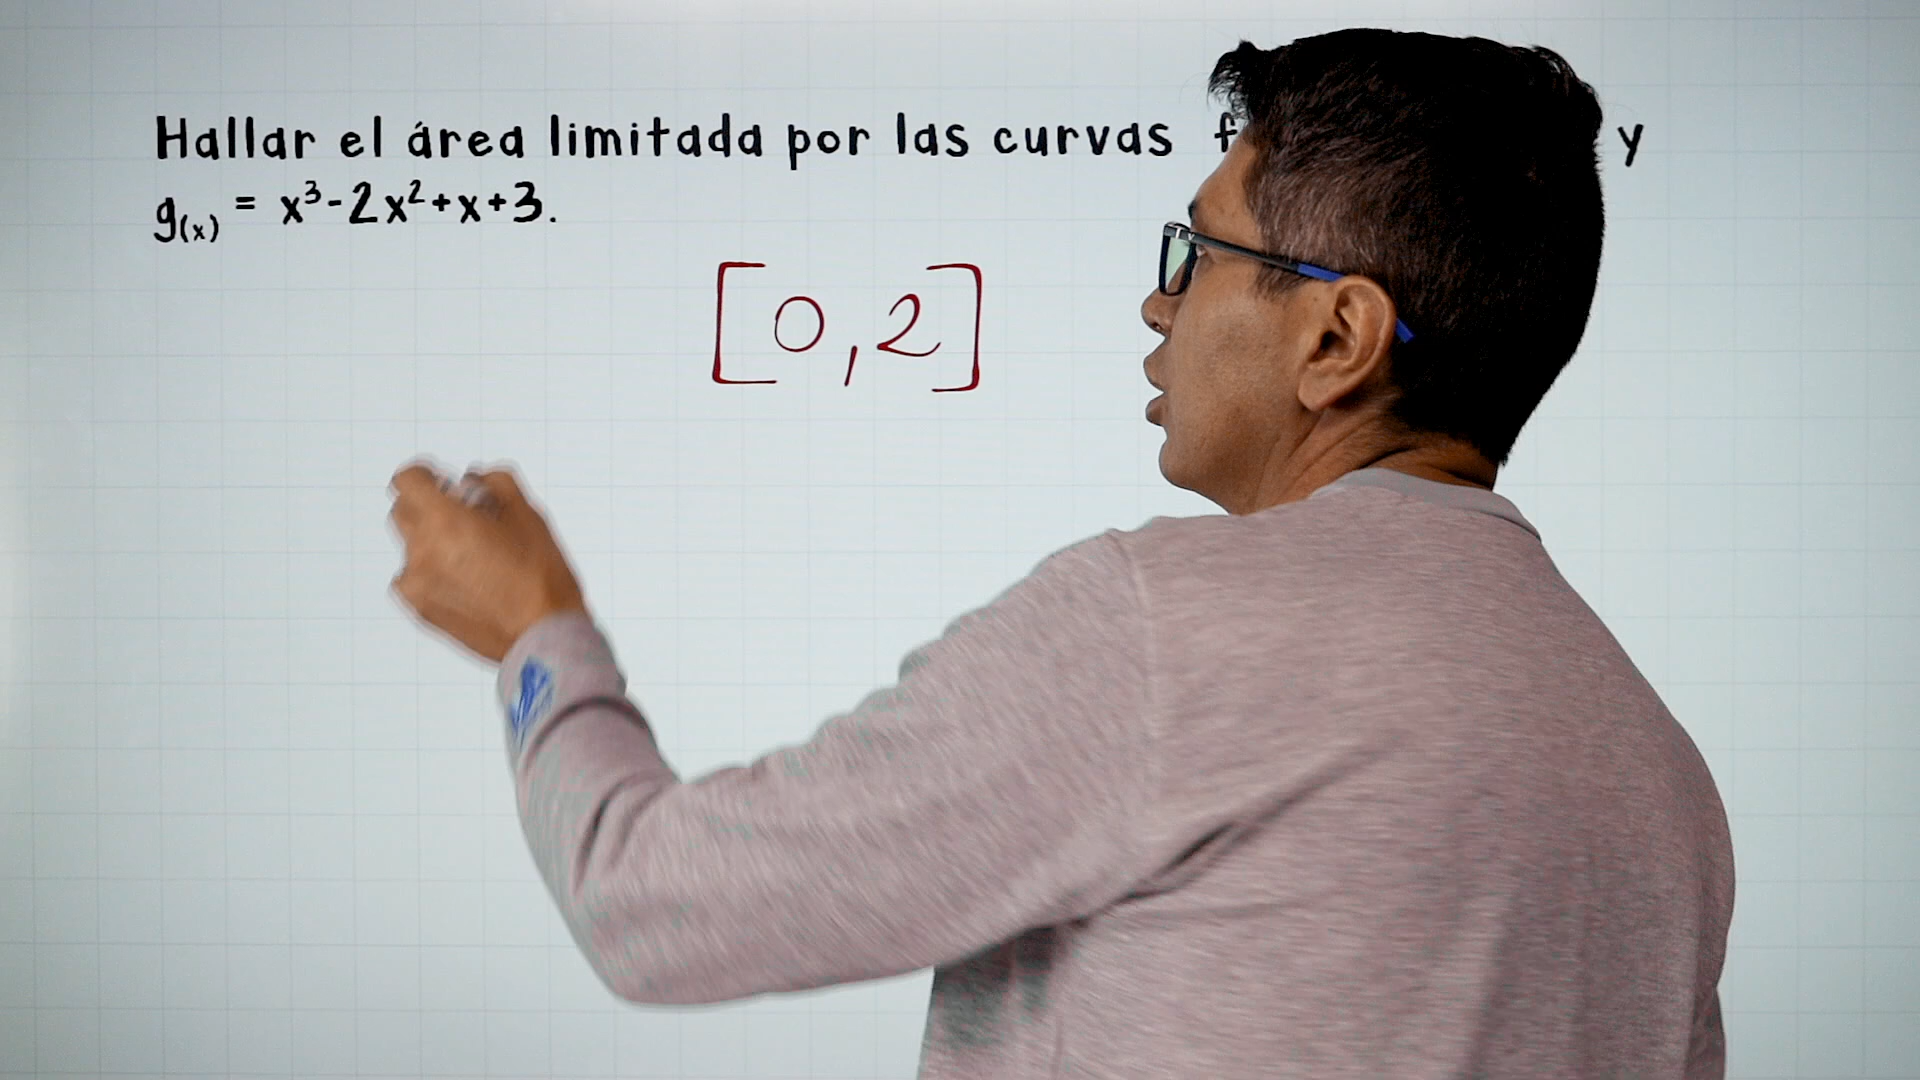 Hallar el área limitada por las curvas f y
g(x) = x³-2x²+x+3.
[0,2]